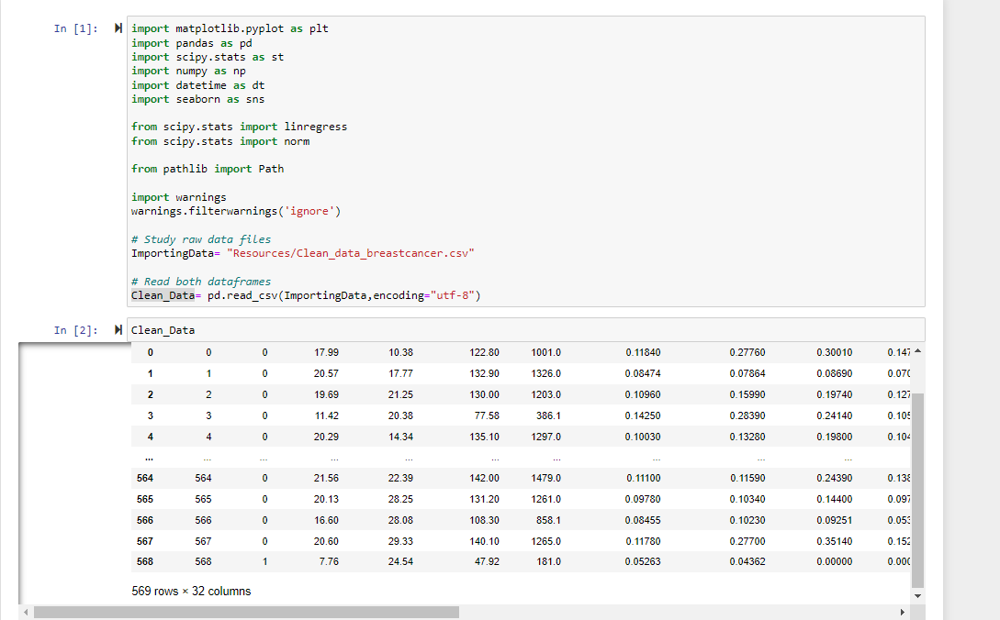 In [1]:
import matplotlib.pyplot as plt
import pandas as pd
import scipy.stats as st
import numpy as np
import datetime as dt
import seaborn as sns
from scipy.stats import linregress
from scipy.stats import norm
from pathlib import Path
import warnings
warnings.filterwarnings('ignore')
# Study raw data files
ImportingData= "Resources/Clean_data_breastcancer.csv"
# Read both dataframes
Clean_Data= pd.read_csv(ImportingData,encoding="utf-8")
In [2]:
Clean_Data
0 0 0 17.99 10.38 122.80 1001.0 0.11840 0.27760 0.30010 0.147
1 1 0 20.57 17.77 132.90 1326.0 0.08474 0.07864 0.08690 0.070
2 2 0 19.69 21.25 130.00 1203.0 0.10960 0.15990 0.19740 0.127
3 3 0 11.42 20.38 77.58 386.1 0.14250 0.28390 0.24140 0.105
4 4 0 20.29 14.34 135.10 1297.0 0.10030 0.13280 0.19800 0.104
... ... ... ... ... ... ... ... ... ...
564 564 0 21.56 22.39 142.00 1479.0 0.11100 0.11590 0.24390 0.138
565 565 0 20.13 28.25 131.20 1261.0 0.09780 0.10340 0.14400 0.097
566 566 0 16.60 28.08 108.30 858.1 0.08455 0.10230 0.09251 0.053
567 567 0 20.60 29.33 140.10 1265.0 0.11780 0.27700 0.35140 0.152
568 568 1 7.76 24.54 47.92 181.0 0.05263 0.04362 0.00000 0.000
569 rows × 32 columns